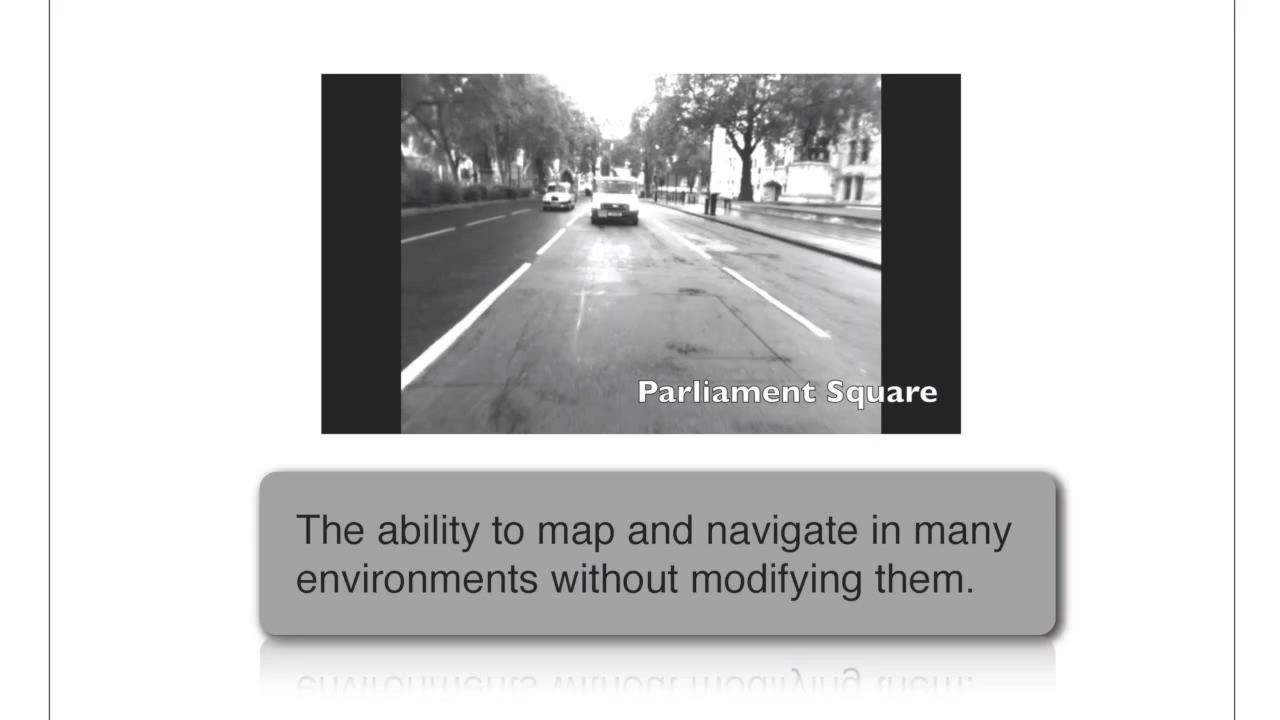 Parliament Square
The ability to map and navigate in many
environments without modifying them.